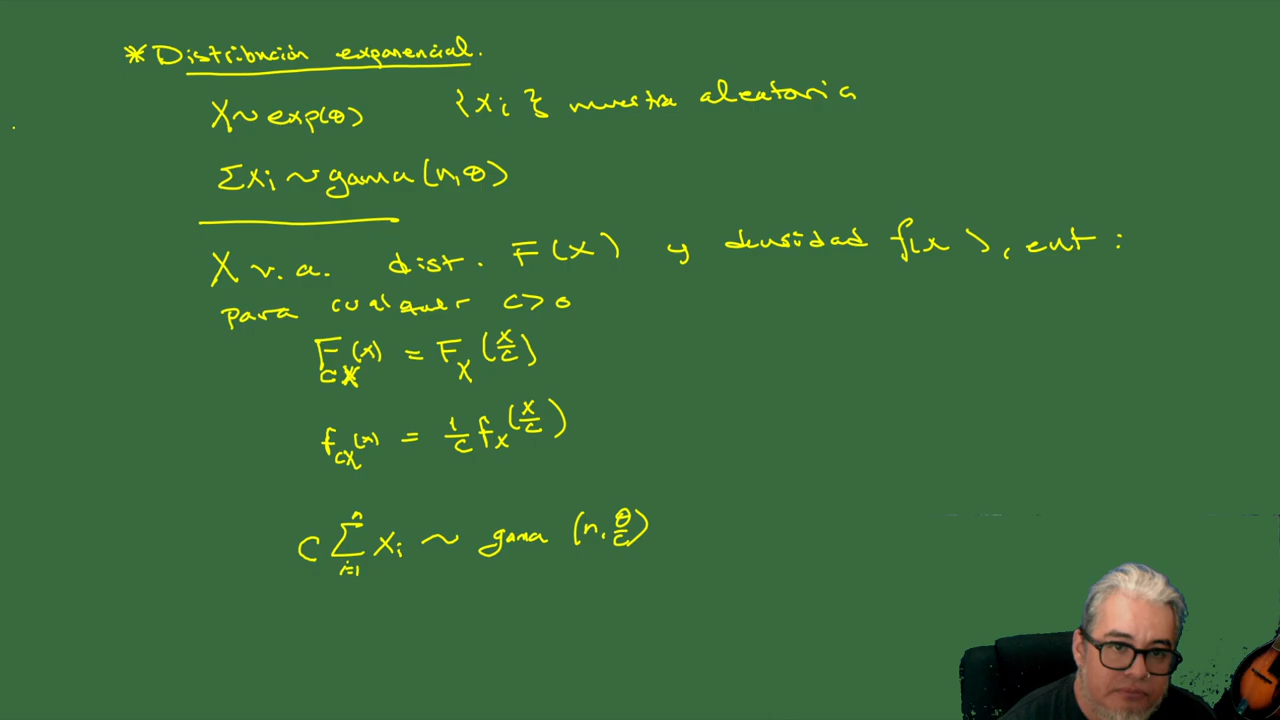 * Distribución exponencial.
X ~ exp(θ) {xi} muestra aleatoria
Σxi ~ gama (n, θ)
X v.a. dist. F(x) y densidad f(x), ent:
para cualquier c>0
F_cX(x) = F_X(x/c)
f_cX(x) = 1/c f_X(x/c)
c Σ_{i=1}^{n} Xi ~ gama (n, θ/c)